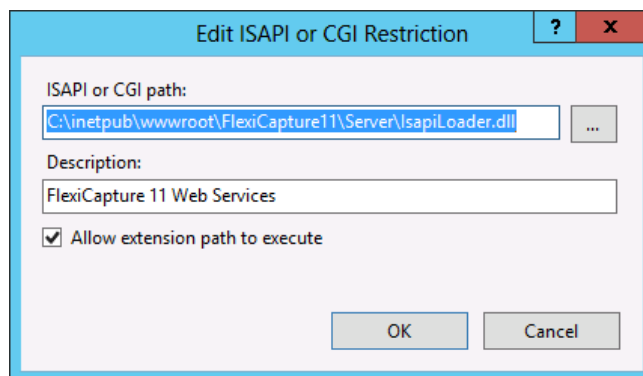 Edit ISAPI or CGI Restriction
?
x
ISAPI or CGI path:
C:\inetpub\wwwroot\FlexiCapture11\Server\IsapiLoader.dll
...
Description:
FlexiCapture 11 Web Services
Allow extension path to execute
OK
Cancel